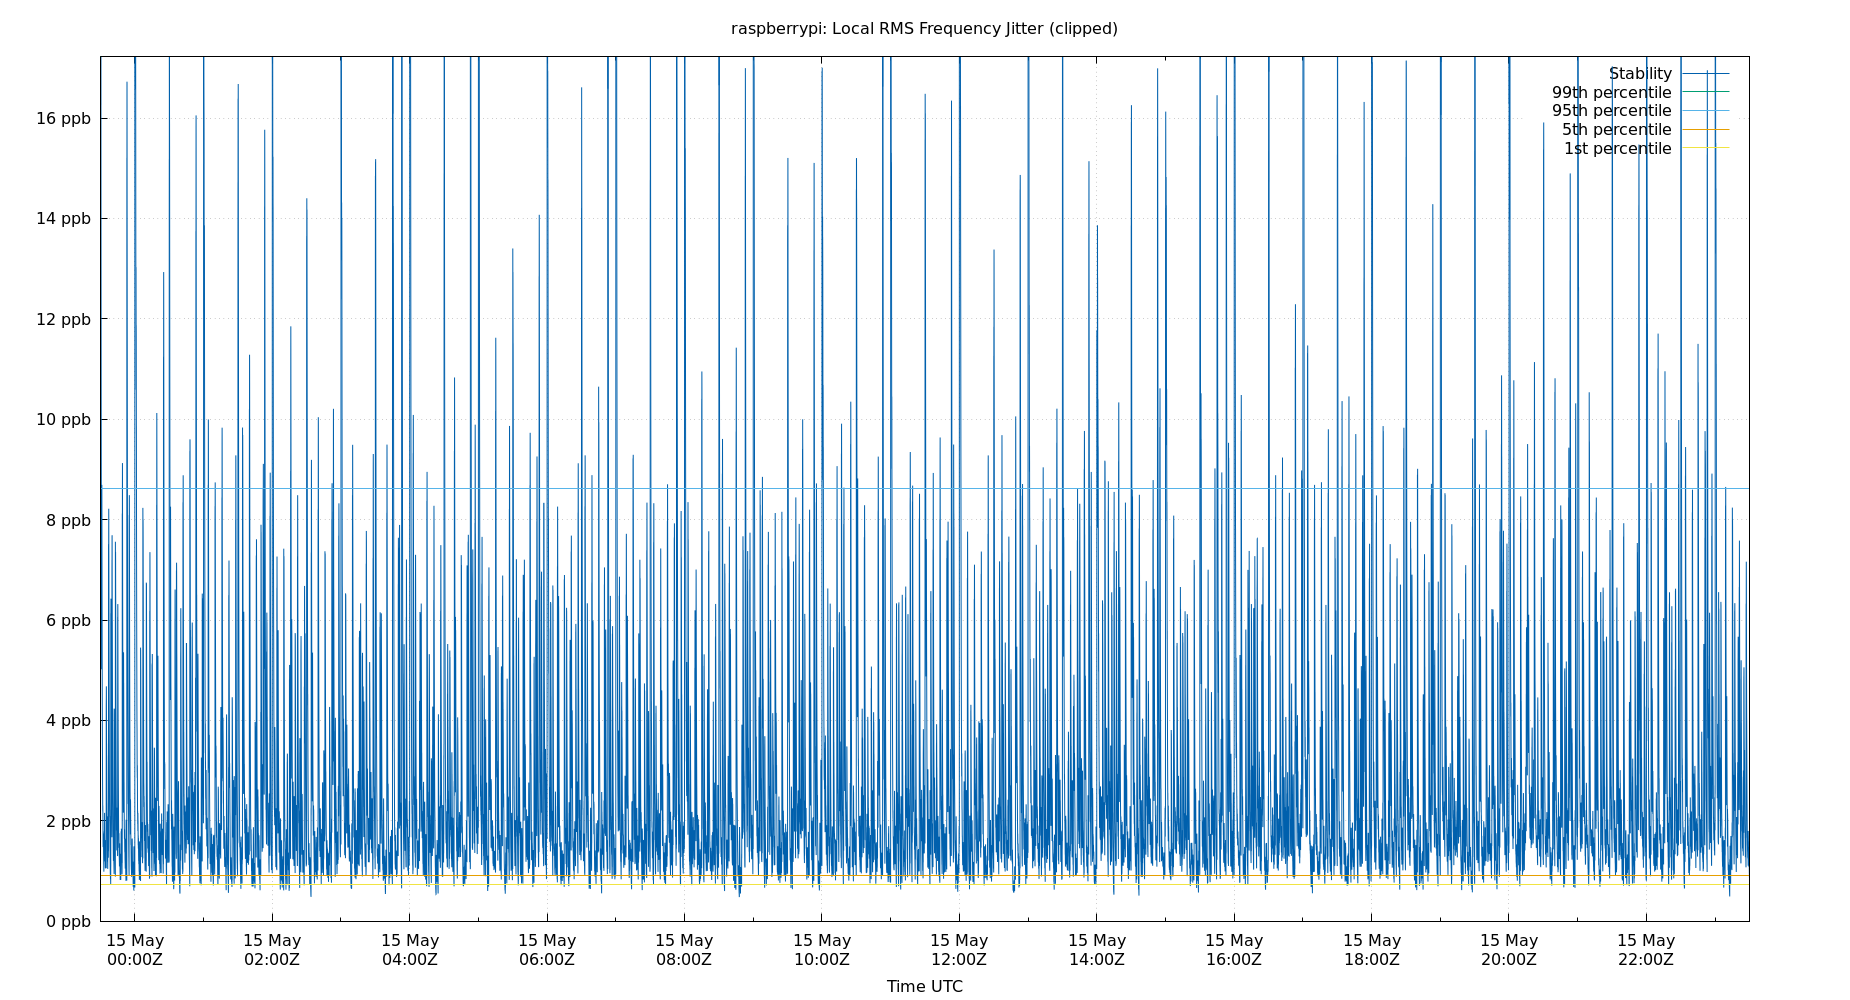 raspberrypi: Local RMS Frequency Jitter (clipped)
Stability
99th percentile
95th percentile
5th percentile
1st percentile
16 ppb
14 ppb
12 ppb
10 ppb
8 ppb
6 ppb
4 ppb
2 ppb
0 ppb
15 May 15 May 15 May 15 May 15 May 15 May 15 May 15 May 15 May 15 May 15 May 15 May
00:00Z 02:00Z 04:00Z 06:00Z 08:00Z 10:00Z 12:00Z 14:00Z 16:00Z 18:00Z 20:00Z 22:00Z
Time UTC